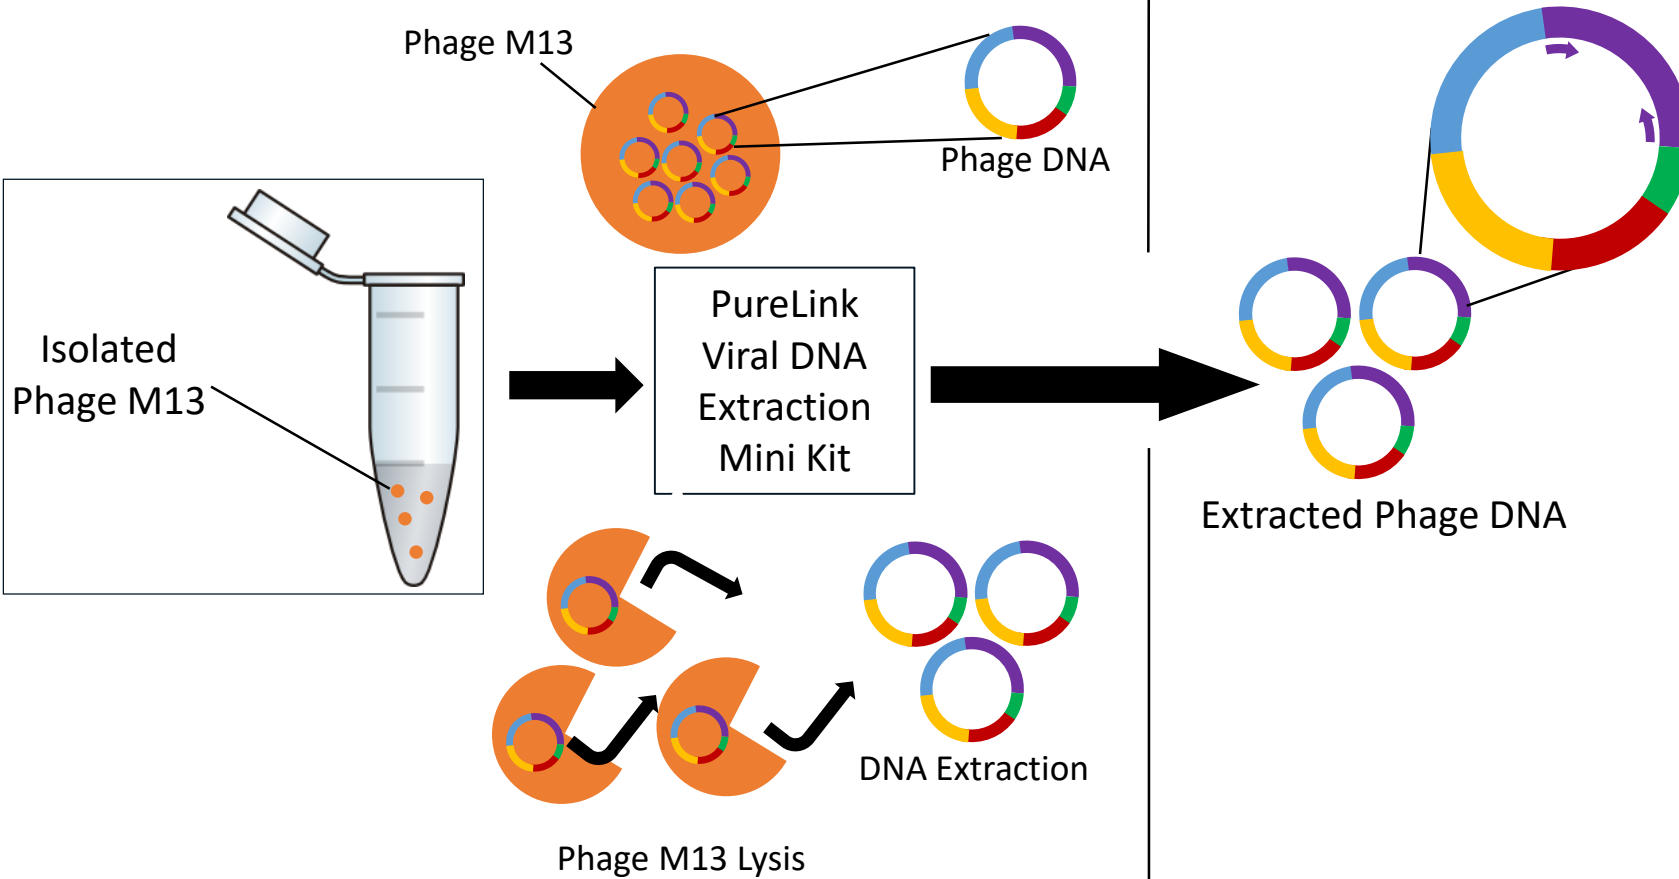 Phage M13
Phage DNA
Isolated
Phage M13
PureLink
Viral DNA
Extraction
Mini Kit
Extracted Phage DNA
DNA Extraction
Phage M13 Lysis